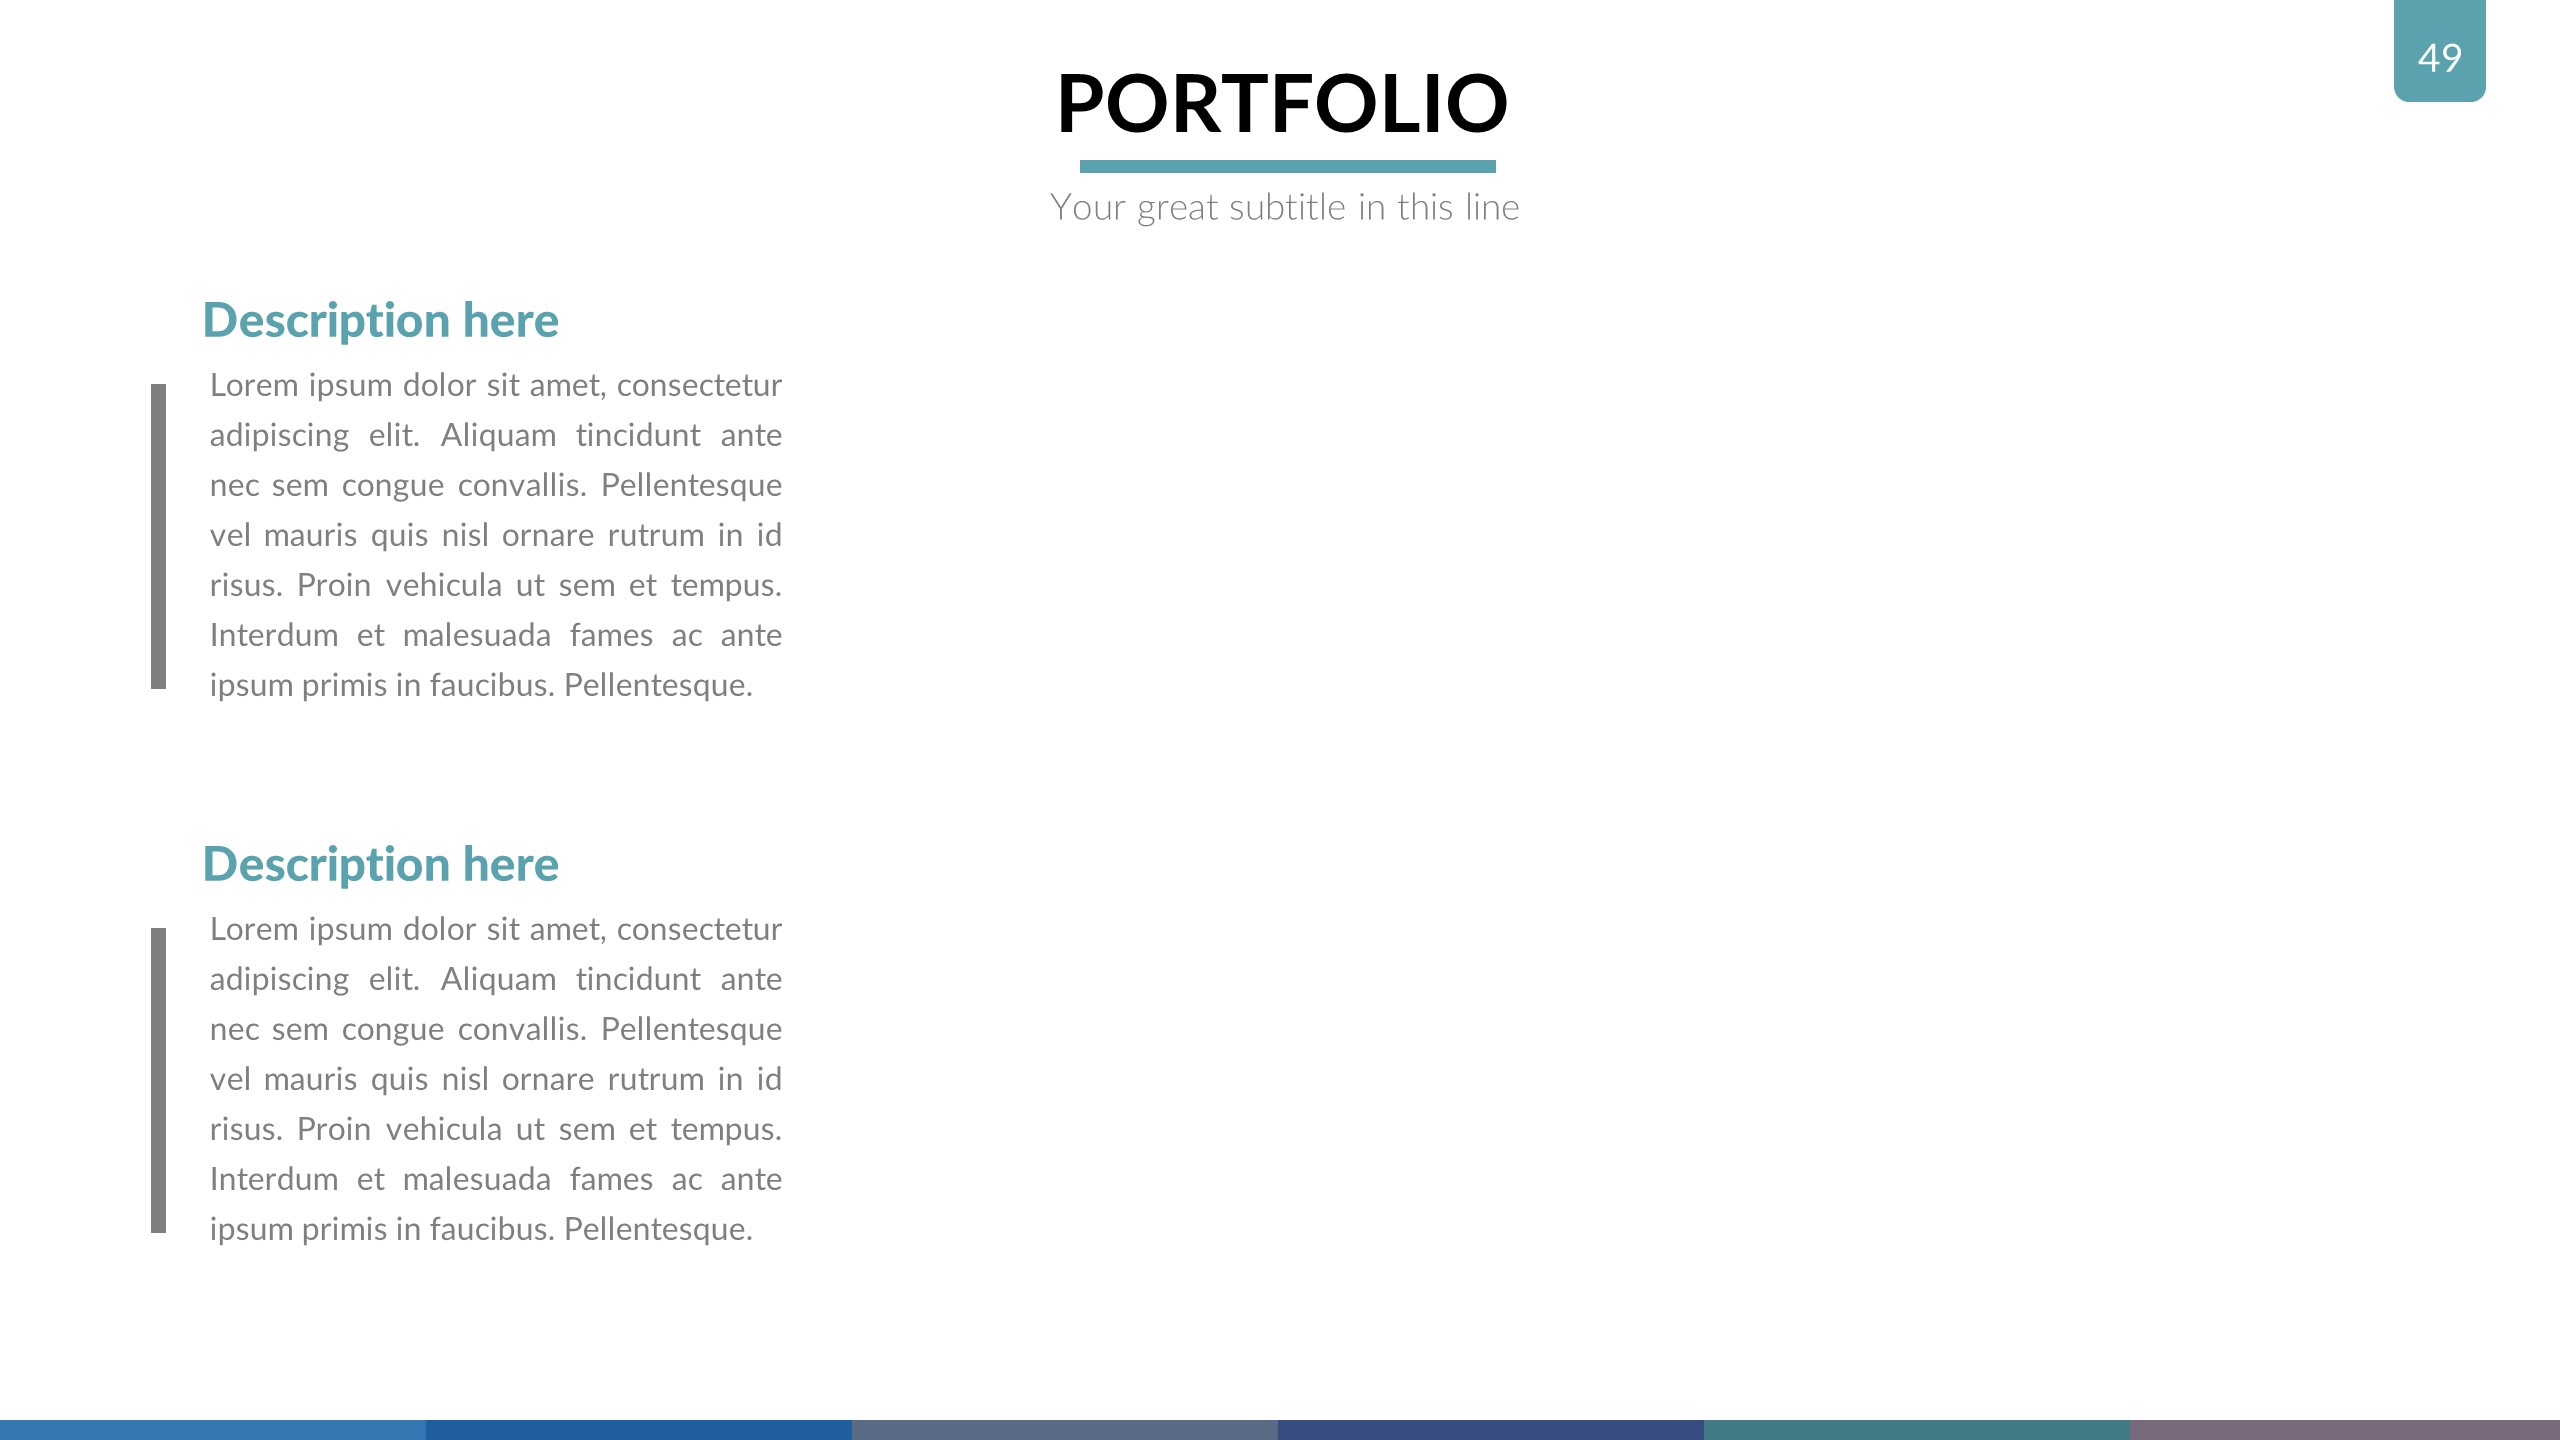 49
PORTFOLIO
Your great subtitle in this line
Description here
Lorem ipsum dolor sit amet, consectetur
adipiscing elit. Aliquam tincidunt ante
nec sem congue convallis. Pellentesque
vel mauris quis nisl ornare rutrum in id
risus. Proin vehicula ut sem et tempus.
Interdum et malesuada fames ac ante
ipsum primis in faucibus. Pellentesque.
Description here
Lorem ipsum dolor sit amet, consectetur
adipiscing elit. Aliquam tincidunt ante
nec sem congue convallis. Pellentesque
vel mauris quis nisl ornare rutrum in id
risus. Proin vehicula ut sem et tempus.
Interdum et malesuada fames ac ante
ipsum primis in faucibus. Pellentesque.